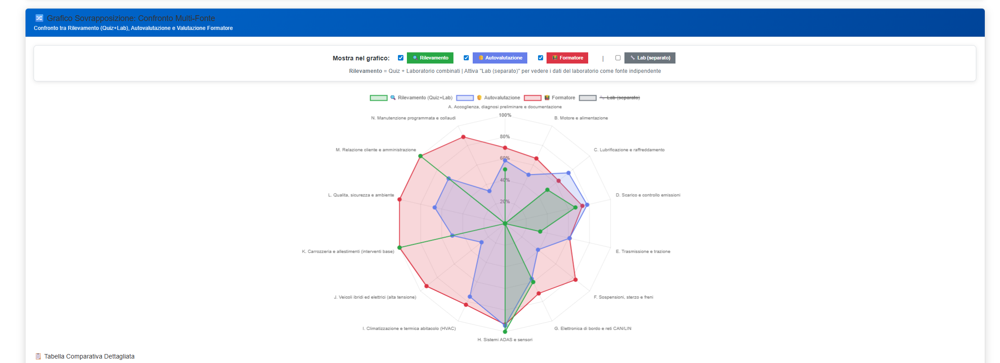 Grafico Sovrapposizione: Confronto Multi-Fonte
Confronto tra Rilevamento (Quiz+Lab), Autovalutazione e Valutazione Formatore
Mostra nel grafico: Rilevamento Autovalutazione Formatore | Lab (separato)
Rilevamento = Quiz + Laboratorio combinati | Attiva "Lab (separato)" per vedere i dati del laboratorio come fonte indipendente
Rilevamento (Quiz+Lab) Autovalutazione Formatore Lab (separato)
A. Accoglienza, diagnosi preliminare e documentazione
100%
N. Manutenzione programmata e collaudi
B. Motore e alimentazione
80%
M. Relazione cliente e amministrazione
C. Lubrificazione e raffreddamento
60%
40%
L. Qualita, sicurezza e ambiente
D. Scarico e controllo emissioni
20%
K. Carrozzeria e allestimenti (interventi base)
E. Trasmissione e trazione
J. Veicoli ibridi ed elettrici (alta tensione)
F. Sospensioni, sterzo e freni
I. Climatizzazione e termica abitacolo (HVAC)
G. Elettronica di bordo e reti CAN/LIN
H. Sistemi ADAS e sensori
Tabella Comparativa Dettagliata